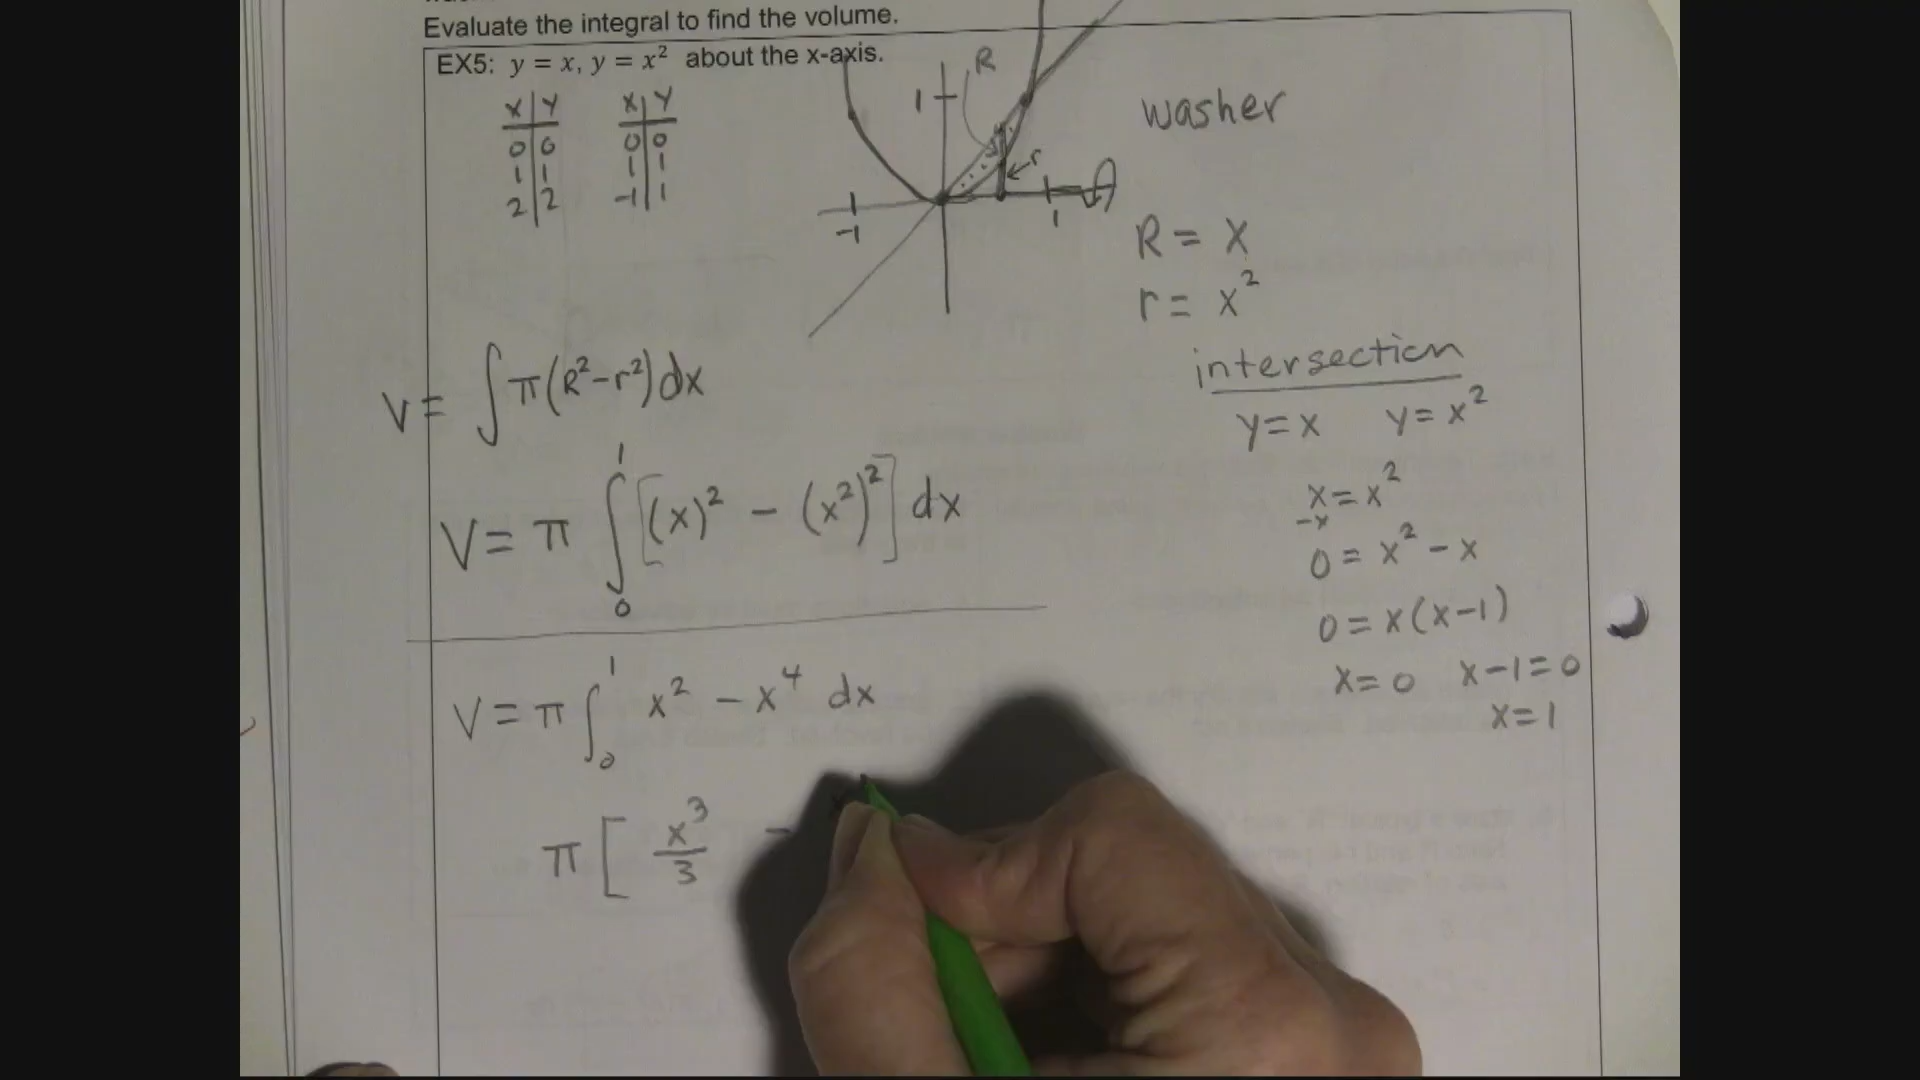 Evaluate the integral to find the volume.
EX5: y = x, y = x² about the x-axis.
X Y
0 0
1 1
2 2
X Y
0 0
1 1
-1 1
R
1
r
-1
1
washer
R = X
r = x²
intersection
y=x y=x²
x=x²
-x
0 = x² - x
0 = x(x-1)
x=0 x-1=0
x=1
V= ∫π(R²-r²)dx
V= π ∫₀¹ [(x)² - (x²)²] dx
V=π ∫₀¹ x² - x⁴ dx
π [ x³/3 -